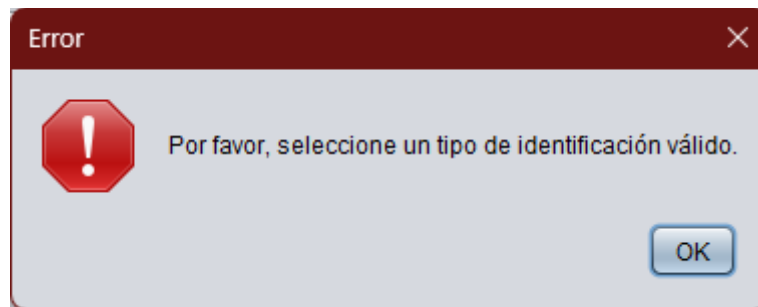 Error
Por favor, seleccione un tipo de identificación válido.
OK